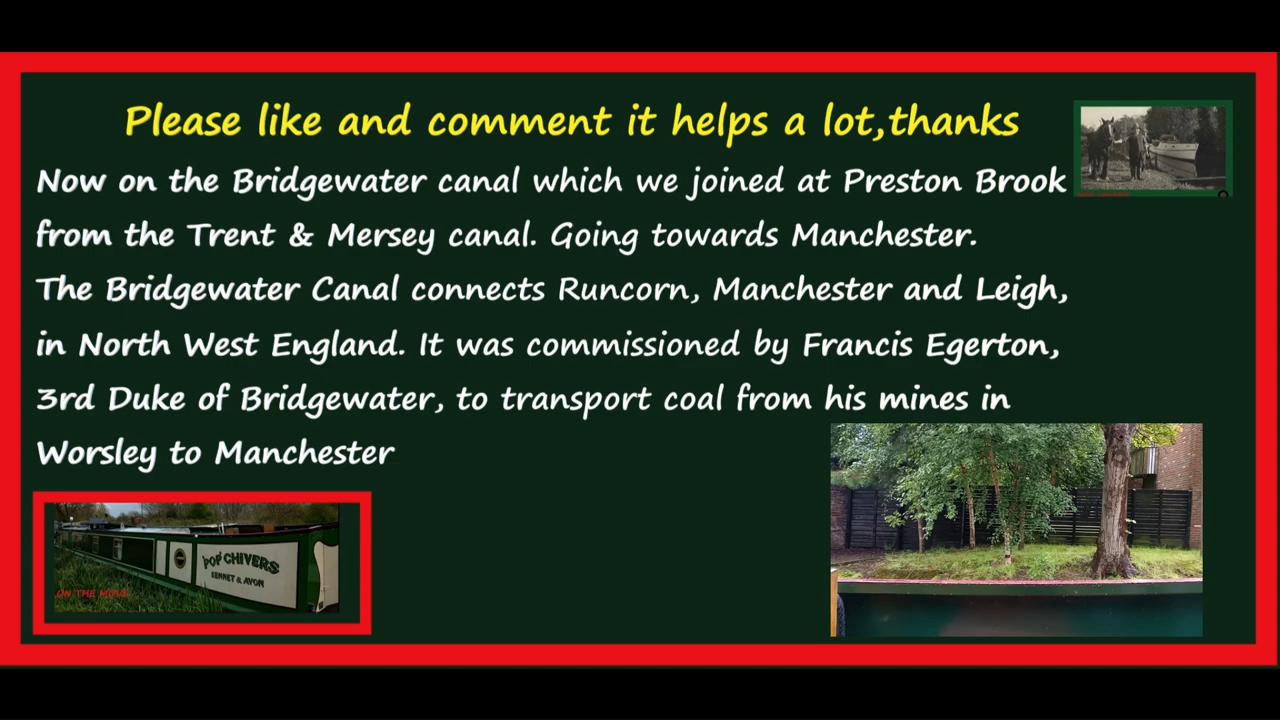 Please like and comment it helps a lot,thanks
Now on the Bridgewater canal which we joined at Preston Brook
from the Trent & Mersey canal. Going towards Manchester.
The Bridgewater Canal connects Runcorn, Manchester and Leigh,
in North West England. It was commissioned by Francis Egerton,
3rd Duke of Bridgewater, to transport coal from his mines in
Worsley to Manchester
'POP' CHIVERS
KENNET & AVON
ON THE MOVE